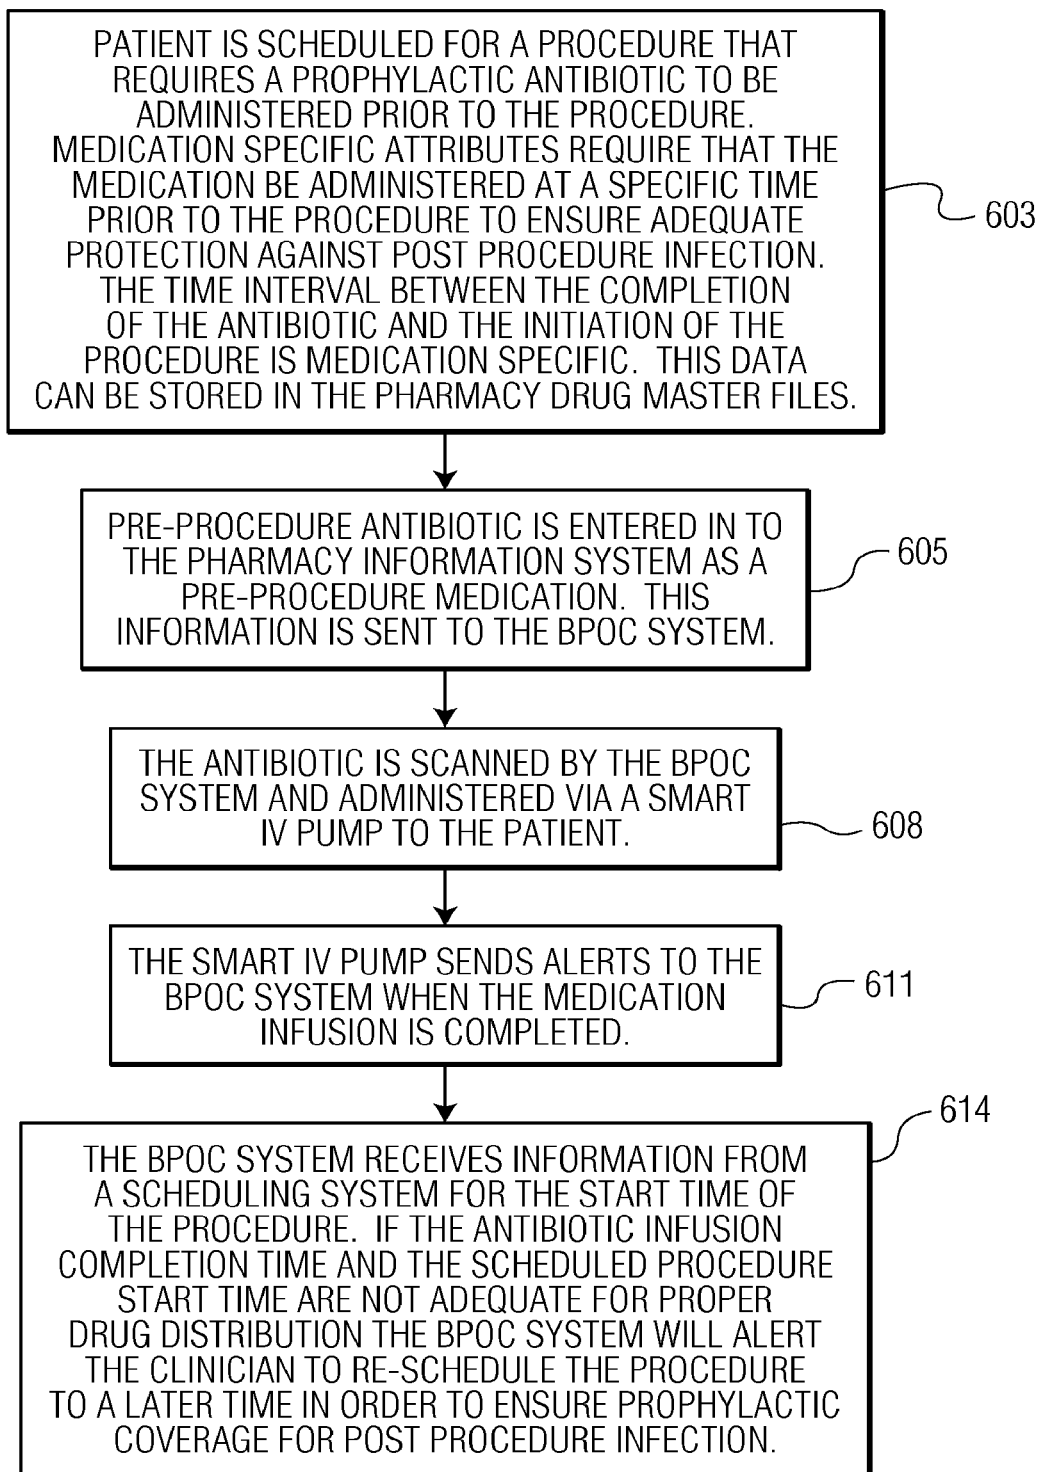 PATIENT IS SCHEDULED FOR A PROCEDURE THAT
REQUIRES A PROPHYLACTIC ANTIBIOTIC TO BE
ADMINISTERED PRIOR TO THE PROCEDURE.
MEDICATION SPECIFIC ATTRIBUTES REQUIRE THAT THE
MEDICATION BE ADMINISTERED AT A SPECIFIC TIME
PRIOR TO THE PROCEDURE TO ENSURE ADEQUATE
PROTECTION AGAINST POST PROCEDURE INFECTION.
THE TIME INTERVAL BETWEEN THE COMPLETION
OF THE ANTIBIOTIC AND THE INITIATION OF THE
PROCEDURE IS MEDICATION SPECIFIC. THIS DATA
CAN BE STORED IN THE PHARMACY DRUG MASTER FILES.
603
PRE-PROCEDURE ANTIBIOTIC IS ENTERED IN TO
THE PHARMACY INFORMATION SYSTEM AS A
PRE-PROCEDURE MEDICATION. THIS
INFORMATION IS SENT TO THE BPOC SYSTEM.
605
THE ANTIBIOTIC IS SCANNED BY THE BPOC
SYSTEM AND ADMINISTERED VIA A SMART
IV PUMP TO THE PATIENT.
608
THE SMART IV PUMP SENDS ALERTS TO THE
BPOC SYSTEM WHEN THE MEDICATION
INFUSION IS COMPLETED.
611
614
THE BPOC SYSTEM RECEIVES INFORMATION FROM
A SCHEDULING SYSTEM FOR THE START TIME OF
THE PROCEDURE. IF THE ANTIBIOTIC INFUSION
COMPLETION TIME AND THE SCHEDULED PROCEDURE
START TIME ARE NOT ADEQUATE FOR PROPER
DRUG DISTRIBUTION THE BPOC SYSTEM WILL ALERT
THE CLINICIAN TO RE-SCHEDULE THE PROCEDURE
TO A LATER TIME IN ORDER TO ENSURE PROPHYLACTIC
COVERAGE FOR POST PROCEDURE INFECTION.